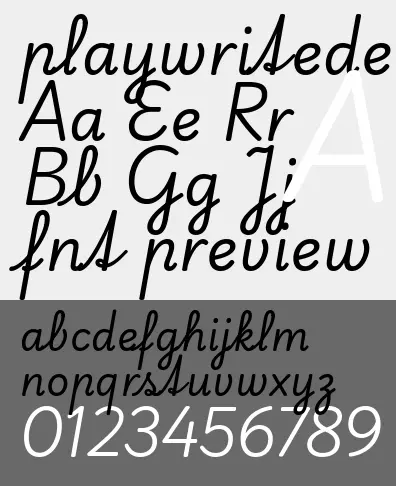 playwritede
Aa Ee Rr
Bb Gg Jj
A
fnt preview
abcdefghijklm
nopqrstuvwxyz
0123456789